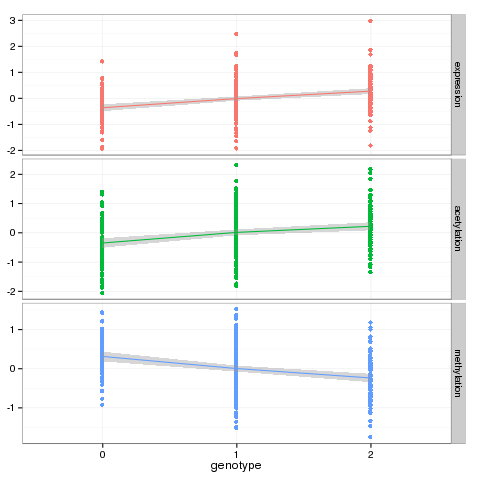 3
2
1
0
-1
-2
expression
2
1
0
-1
-2
acetylation
1
0
-1
methylation
0 1 2
genotype